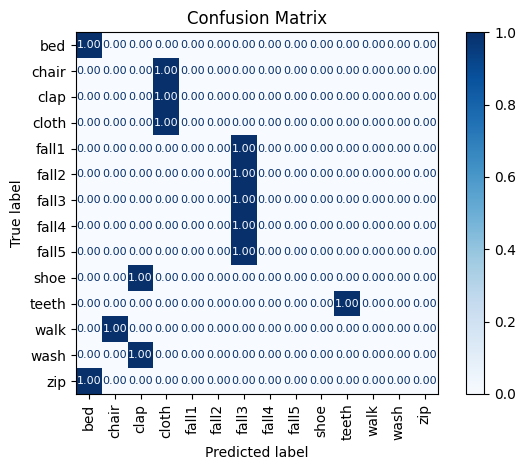 Confusion Matrix
True label
bed 1.00 0.00 0.00 0.00 0.00 0.00 0.00 0.00 0.00 0.00 0.00 0.00 0.00 0.00
chair 0.00 0.00 0.00 1.00 0.00 0.00 0.00 0.00 0.00 0.00 0.00 0.00 0.00 0.00
clap 0.00 0.00 0.00 1.00 0.00 0.00 0.00 0.00 0.00 0.00 0.00 0.00 0.00 0.00
cloth 0.00 0.00 0.00 1.00 0.00 0.00 0.00 0.00 0.00 0.00 0.00 0.00 0.00 0.00
fall1 0.00 0.00 0.00 0.00 0.00 0.00 1.00 0.00 0.00 0.00 0.00 0.00 0.00 0.00
fall2 0.00 0.00 0.00 0.00 0.00 0.00 1.00 0.00 0.00 0.00 0.00 0.00 0.00 0.00
fall3 0.00 0.00 0.00 0.00 0.00 0.00 1.00 0.00 0.00 0.00 0.00 0.00 0.00 0.00
fall4 0.00 0.00 0.00 0.00 0.00 0.00 1.00 0.00 0.00 0.00 0.00 0.00 0.00 0.00
fall5 0.00 0.00 0.00 0.00 0.00 0.00 1.00 0.00 0.00 0.00 0.00 0.00 0.00 0.00
shoe 0.00 0.00 1.00 0.00 0.00 0.00 0.00 0.00 0.00 0.00 0.00 0.00 0.00 0.00
teeth 0.00 0.00 0.00 0.00 0.00 0.00 0.00 0.00 0.00 0.00 1.00 0.00 0.00 0.00
walk 0.00 1.00 0.00 0.00 0.00 0.00 0.00 0.00 0.00 0.00 0.00 0.00 0.00 0.00
wash 0.00 0.00 1.00 0.00 0.00 0.00 0.00 0.00 0.00 0.00 0.00 0.00 0.00 0.00
zip 1.00 0.00 0.00 0.00 0.00 0.00 0.00 0.00 0.00 0.00 0.00 0.00 0.00 0.00
bed chair clap cloth fall1 fall2 fall3 fall4 fall5 shoe teeth walk wash zip
Predicted label
1.0
0.8
0.6
0.4
0.2
0.0